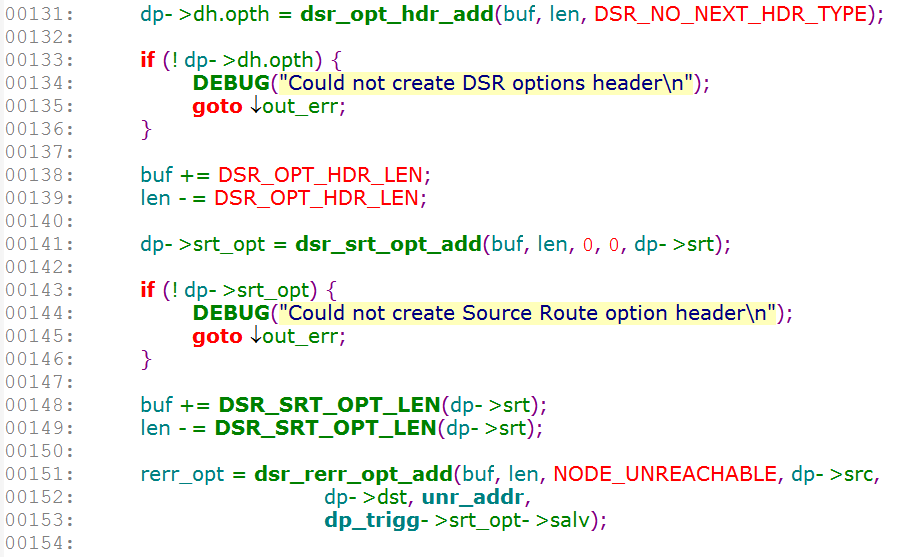 00131:     dp->dh.opth = dsr_opt_hdr_add(buf, len, DSR_NO_NEXT_HDR_TYPE);
00132:
00133:     if (! dp->dh.opth) {
00134:         DEBUG("Could not create DSR options header\n");
00135:         goto ↓out_err;
00136:     }
00137:
00138:     buf += DSR_OPT_HDR_LEN;
00139:     len -= DSR_OPT_HDR_LEN;
00140:
00141:     dp->srt_opt = dsr_srt_opt_add(buf, len, 0, 0, dp->srt);
00142:
00143:     if (! dp->srt_opt) {
00144:         DEBUG("Could not create Source Route option header\n");
00145:         goto ↓out_err;
00146:     }
00147:
00148:     buf += DSR_SRT_OPT_LEN(dp->srt);
00149:     len -= DSR_SRT_OPT_LEN(dp->srt);
00150:
00151:     rerr_opt = dsr_rerr_opt_add(buf, len, NODE_UNREACHABLE, dp->src,
00152:                    dp->dst, unr_addr,
00153:                    dp_trigg->srt_opt->salv);
00154: